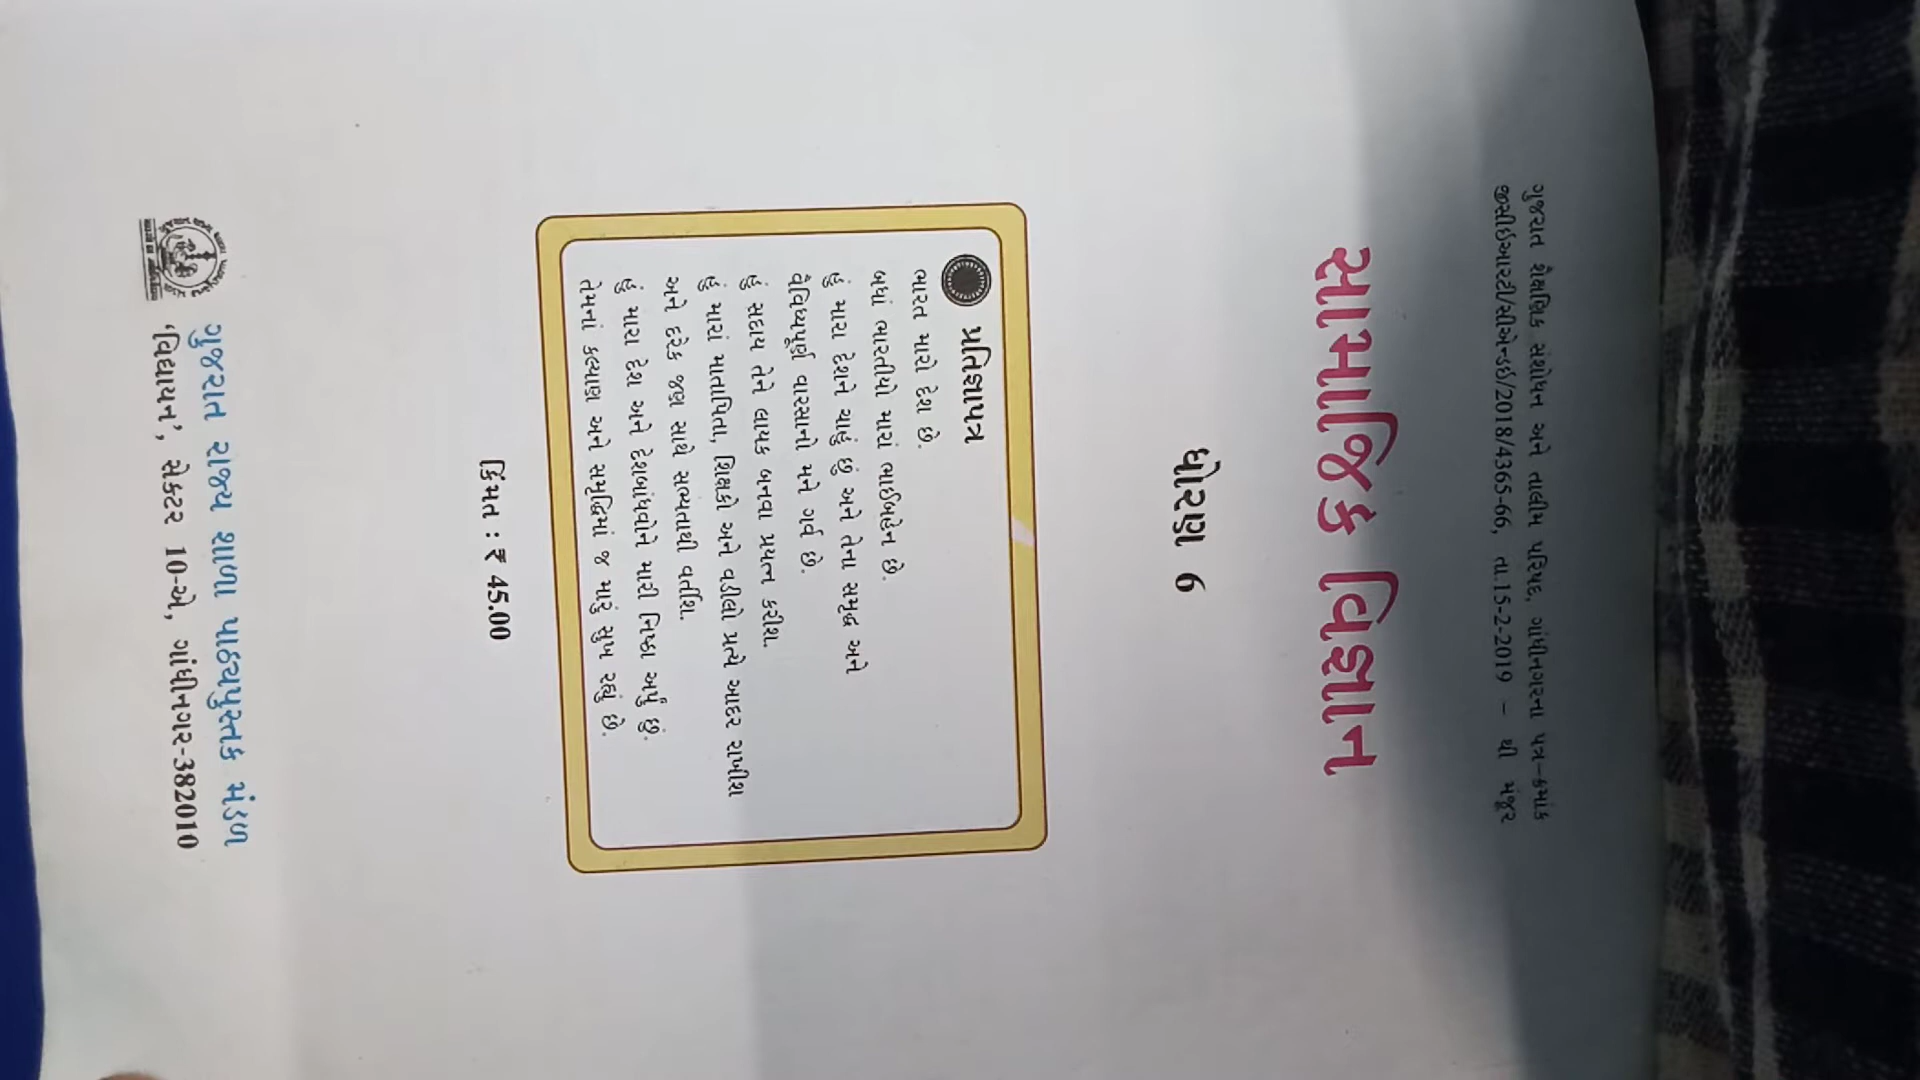 ગુજરાત શૈક્ષણિક સંશોધન અને તાલીમ પરિષદ, ગાંધીનગરના પત્ર-ક્રમાંક
જીસીઈઆરટી/સીએન્ડઈ/2018/4365-66, તા.15-2-2019 – થી મંજૂર
સામાજિક વિજ્ઞાન
ધોરણ 6
પ્રતિજ્ઞાપત્ર
ભારત મારો દેશ છે.
બધાં ભારતીયો મારાં ભાઈબહેન છે.
હું મારા દેશને ચાહું છું અને તેના સમૃદ્ધ અને
વૈવિધ્યપૂર્ણ વારસાનો મને ગર્વ છે.
હું સદાય તેને લાયક બનવા પ્રયત્ન કરીશ.
હું મારાં માતાપિતા, શિક્ષકો અને વડીલો પ્રત્યે આદર રાખીશ
અને દરેક જણ સાથે સભ્યતાથી વર્તીશ.
હું મારા દેશ અને દેશબાંધવોને મારી નિષ્ઠા અર્પું છું.
તેમનાં કલ્યાણ અને સમૃદ્ધિમાં જ મારું સુખ રહ્યું છે.
કિંમત : ₹ 45.00
ગુજરાત રાજ્ય શાળા પાઠ્યપુસ્તક મંડળ
'વિદ્યાયન', સેક્ટર 10-એ, ગાંધીનગર-382010